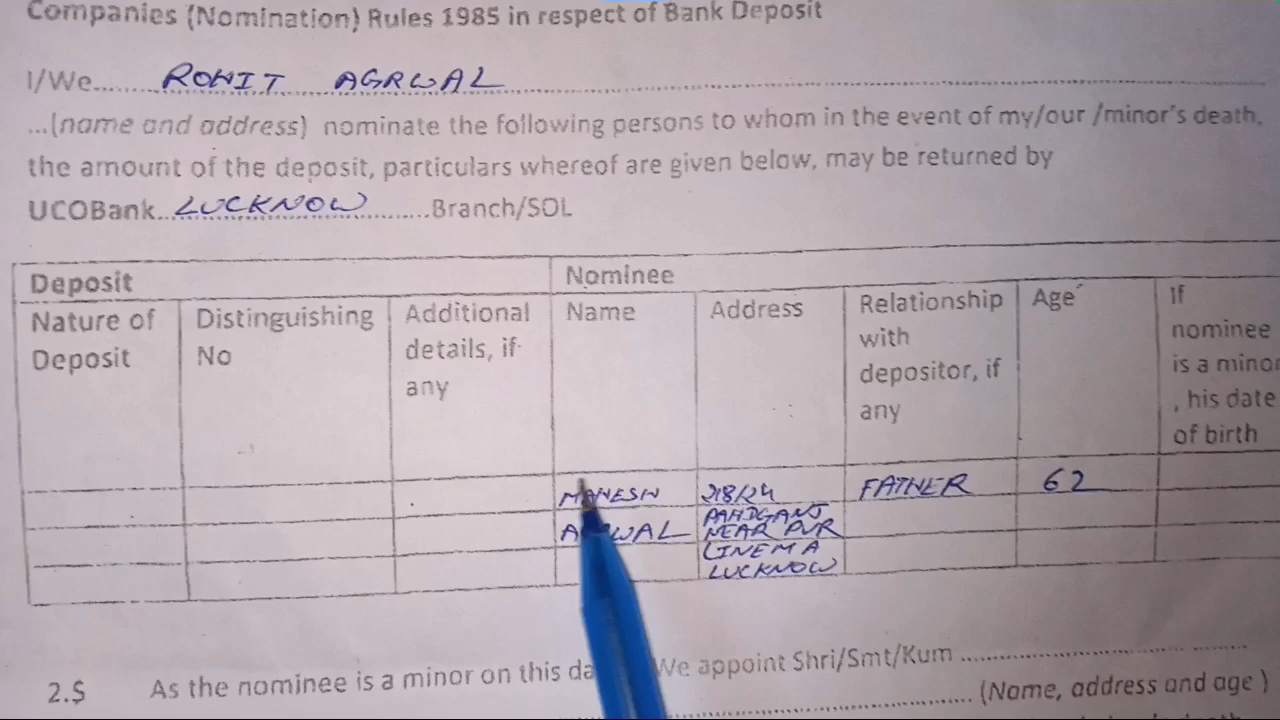 Companies (Nomination) Rules 1985 in respect of Bank Deposit
I/We........ROHIT AGRWAL........
...(name and address) nominate the following persons to whom in the event of my/our /minor's death,
the amount of the deposit, particulars whereof are given below, may be returned by
UCOBank...LUCKNOW........Branch/SOL
Deposit Nominee
Nature of Deposit Distinguishing No Additional details, if any Name Address Relationship with depositor, if any Age If nominee is a minor , his date of birth
MAHESH 218/24 FATHER 62
PAHDGANJ
AGRWAL NEAR PVR
CINEMA
LUCKNOW
2.$ As the nominee is a minor on this da We appoint Shri/Smt/Kum ........................
........................ (Name, address and age )